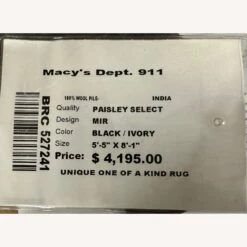 Macy's Dept. 911
100% WOOL PILE- INDIA
Quality PAISLEY SELECT
Design MIR
Color BLACK / IVORY
Size 5'-5" X 8'-1"
Price: $ 4,195.00
UNIQUE ONE OF A KIND RUG
BRC 527241